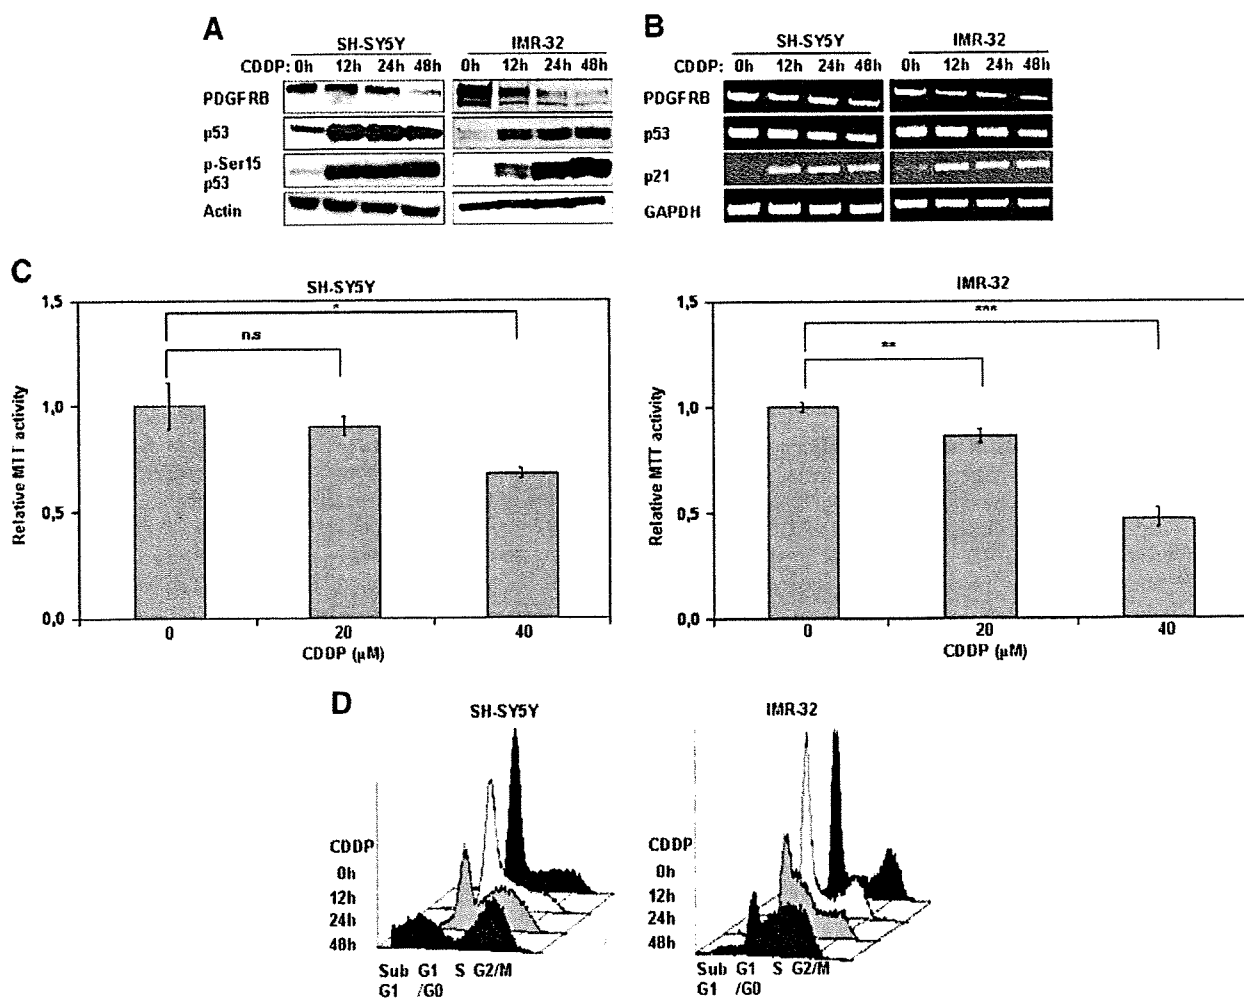 A
SH-SY5Y IMR-32
CDDP: 0h 12h 24h 48h 0h 12h 24h 48h
PDGFRB
p53
p-Ser15
p53
Actin
B
SH-SY5Y IMR-32
CDDP: 0h 12h 24h 48h 0h 12h 24h 48h
PDGFRB
p53
p21
GAPDH
C
SH-SY5Y
1,5
1,0
0,5
0,0
Relative MTT activity
*
n.s
0 20 40
CDDP (µM)
IMR-32
1,5
1,0
0,5
0,0
Relative MTT activity
***
**
0 20 40
CDDP (µM)
D
SH-SY5Y
CDDP
0h
12h
24h
48h
Sub G1 S G2/M
G1 /G0
IMR-32
CDDP
0h
12h
24h
48h
Sub G1 S G2/M
G1 /G0